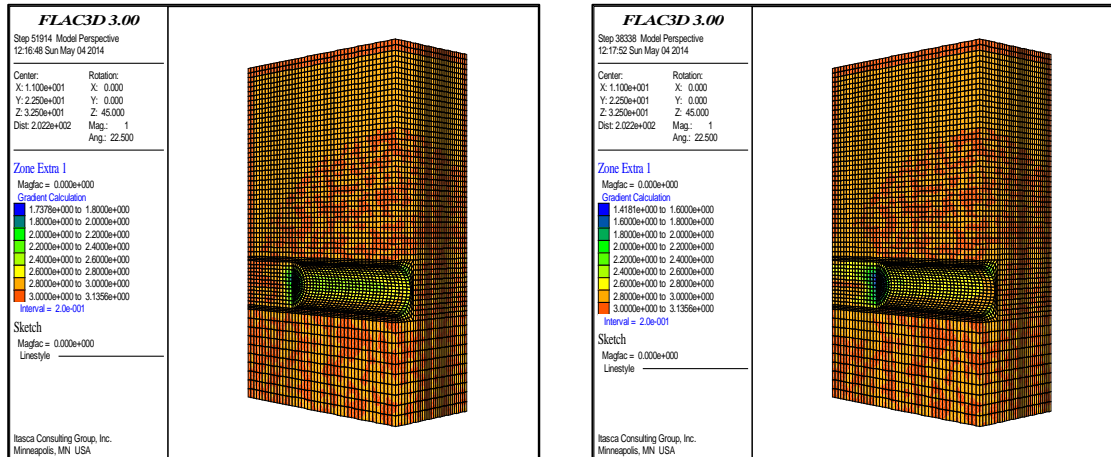 FLAC3D 3.00
Step 51914 Model Perspective
12:16:48 Sun May 04 2014
Center: Rotation:
X: 1.100e+001 X: 0.000
Y: 2.250e+001 Y: 0.000
Z: 3.250e+001 Z: 45.000
Dist: 2.022e+002 Mag.: 1
Ang.: 22.500
Zone Extra 1
Magfac = 0.000e+000
Gradient Calculation
1.7378e+000 to 1.8000e+000
1.8000e+000 to 2.0000e+000
2.0000e+000 to 2.2000e+000
2.2000e+000 to 2.4000e+000
2.4000e+000 to 2.6000e+000
2.6000e+000 to 2.8000e+000
2.8000e+000 to 3.0000e+000
3.0000e+000 to 3.1356e+000
Interval = 2.0e-001
Sketch
Magfac = 0.000e+000
Linestyle
Itasca Consulting Group, Inc.
Minneapolis, MN USA
FLAC3D 3.00
Step 38338 Model Perspective
12:17:52 Sun May 04 2014
Center: Rotation:
X: 1.100e+001 X: 0.000
Y: 2.250e+001 Y: 0.000
Z: 3.250e+001 Z: 45.000
Dist: 2.022e+002 Mag.: 1
Ang.: 22.500
Zone Extra 1
Magfac = 0.000e+000
Gradient Calculation
1.4181e+000 to 1.6000e+000
1.6000e+000 to 1.8000e+000
1.8000e+000 to 2.0000e+000
2.0000e+000 to 2.2000e+000
2.2000e+000 to 2.4000e+000
2.4000e+000 to 2.6000e+000
2.6000e+000 to 2.8000e+000
2.8000e+000 to 3.0000e+000
3.0000e+000 to 3.1356e+000
Interval = 2.0e-001
Sketch
Magfac = 0.000e+000
Linestyle
Itasca Consulting Group, Inc.
Minneapolis, MN USA